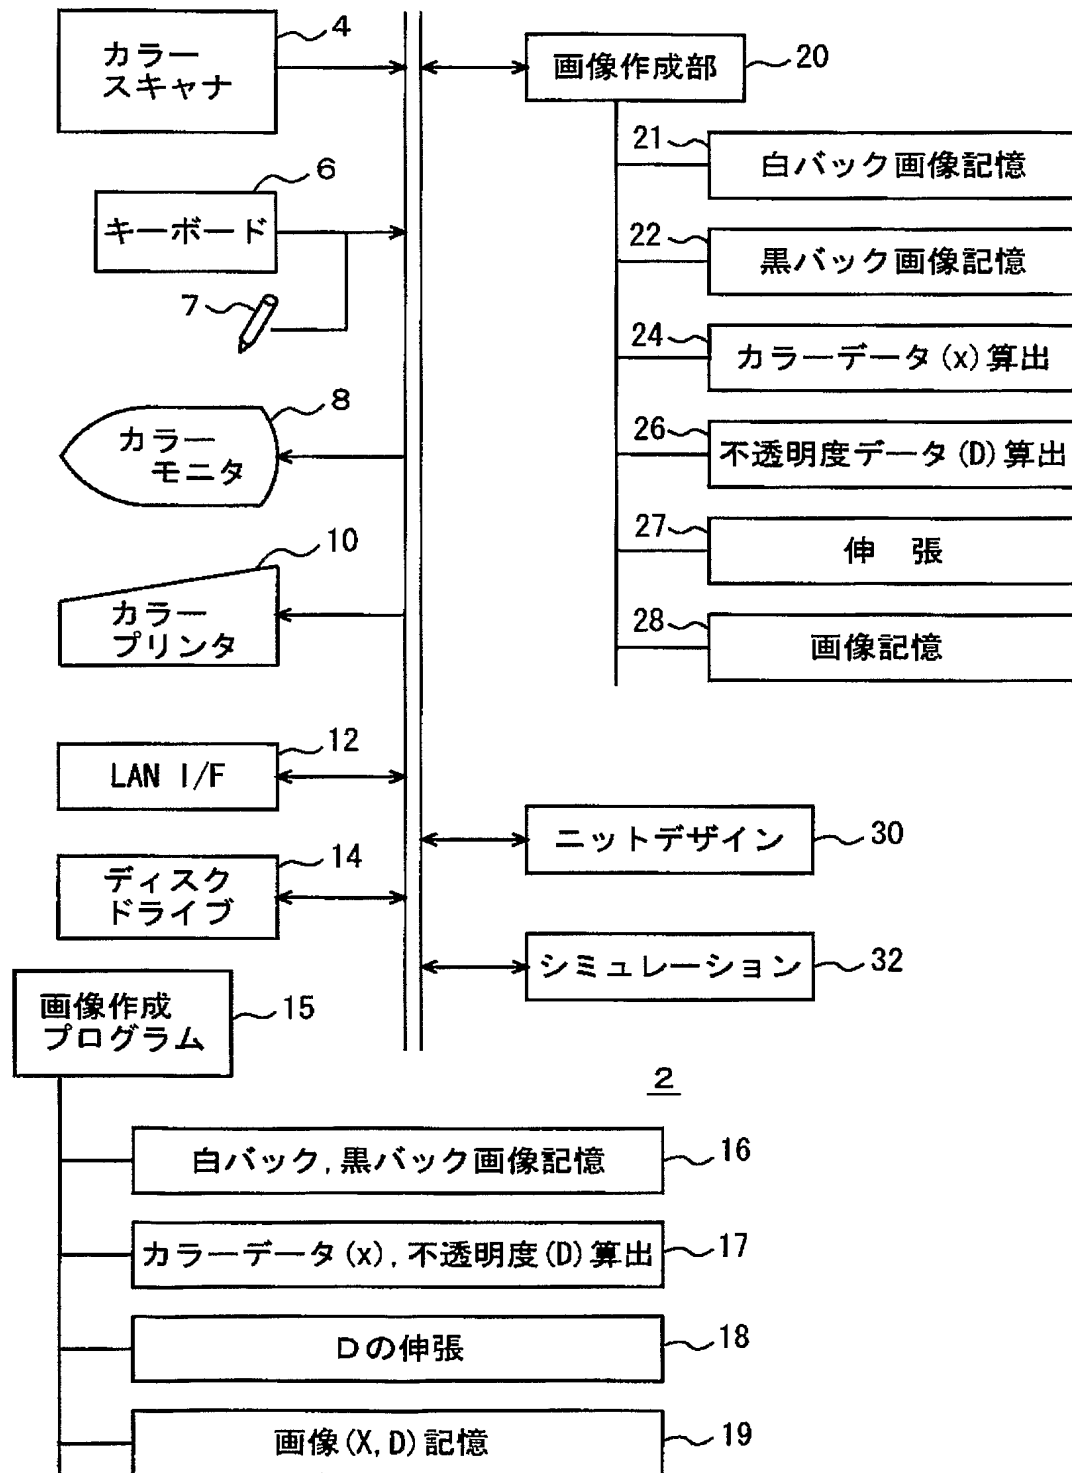 カラー
スキャナ
4
キーボード
6
7
カラー
モニタ
8
カラー
プリンタ
10
LAN I/F
12
ディスク
ドライブ
14
画像作成
プログラム
15
白バック,黒バック画像記憶
16
カラーデータ(x),不透明度(D)算出
17
Dの伸張
18
画像(X,D)記憶
19
画像作成部
20
21
白バック画像記憶
22
黒バック画像記憶
24
カラーデータ(x)算出
26
不透明度データ(D)算出
27
伸 張
28
画像記憶
ニットデザイン
30
シミュレーション
32
2